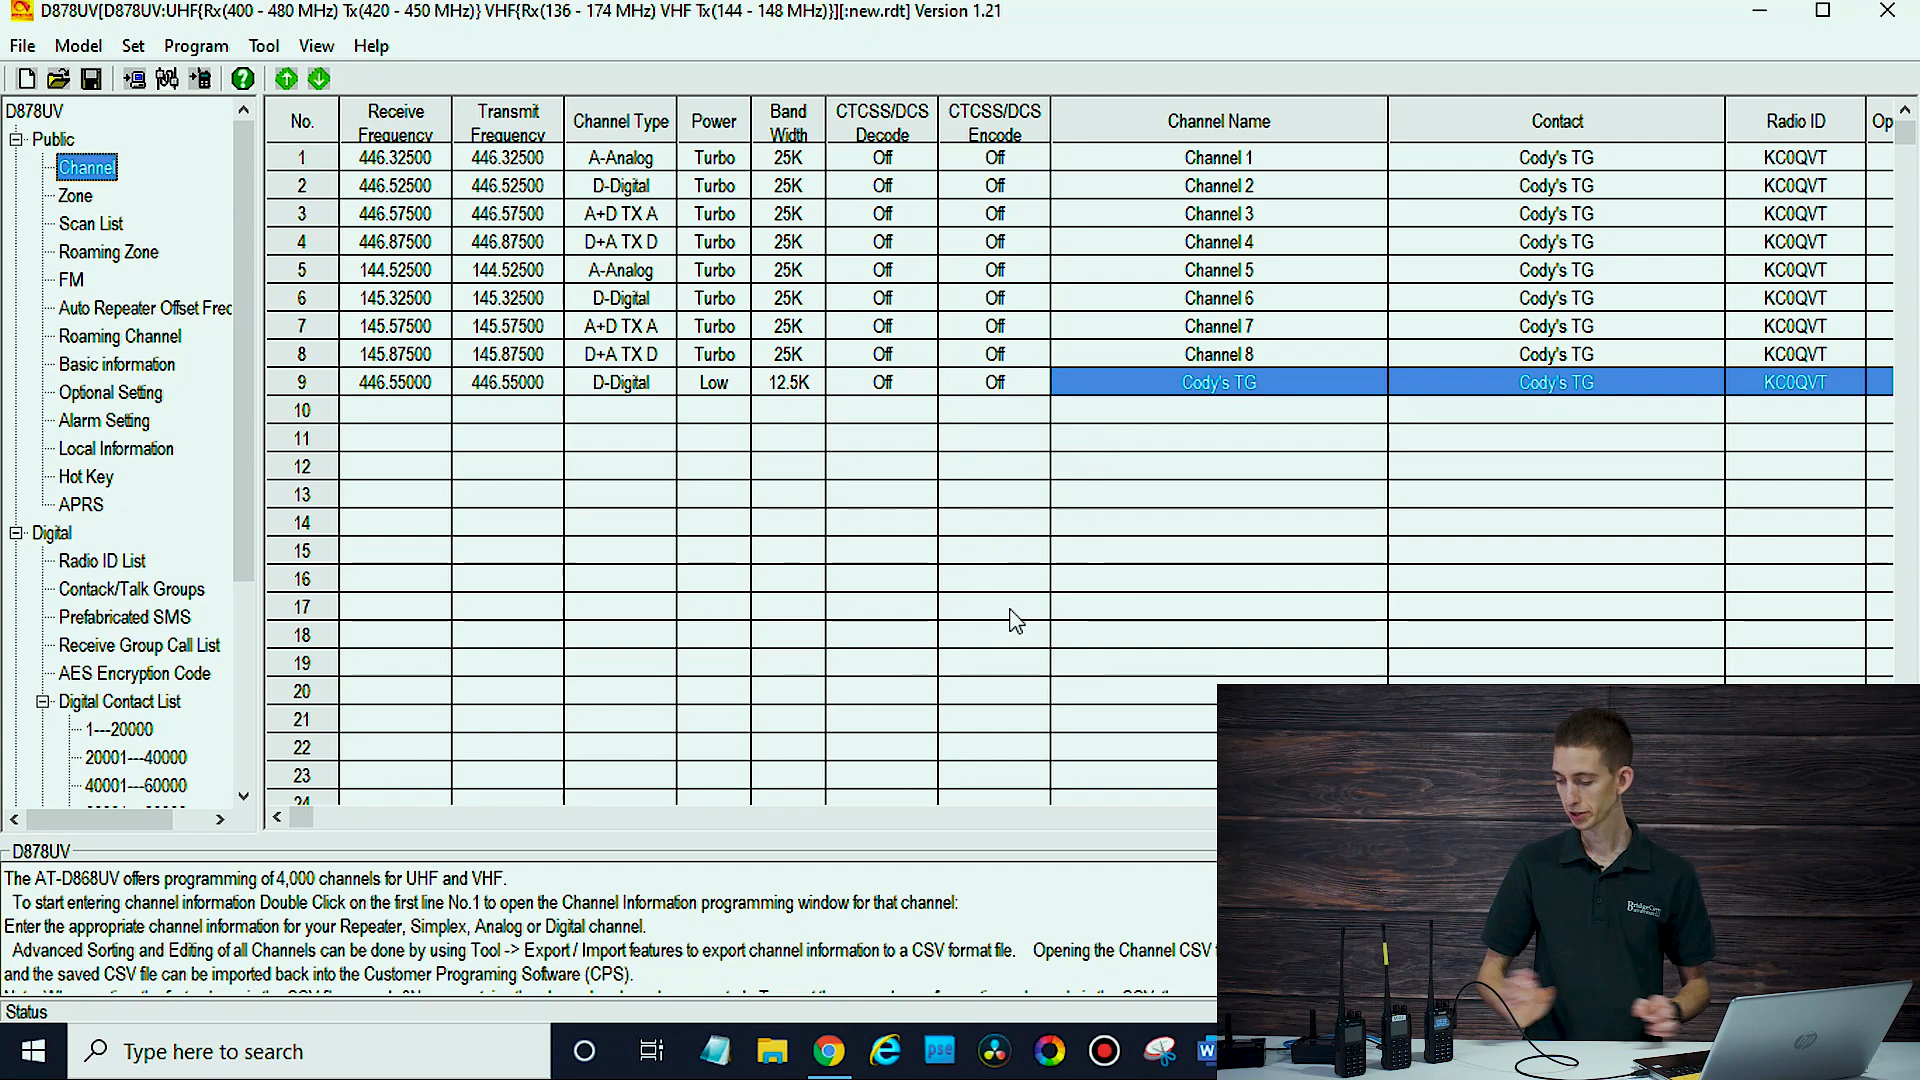 D878UV[D878UV:UHF{Rx(400 - 480 MHz) Tx(420 - 450 MHz)} VHF{Rx(136 - 174 MHz) VHF Tx(144 - 148 MHz)}][:new.rdt] Version 1.21
File Model Set Program Tool View Help
D878UV
Public
Channel
Zone
Scan List
Roaming Zone
FM
Auto Repeater Offset Frec
Roaming Channel
Basic information
Optional Setting
Alarm Setting
Local Information
Hot Key
APRS
Digital
Radio ID List
Contack/Talk Groups
Prefabricated SMS
Receive Group Call List
AES Encryption Code
Digital Contact List
1---20000
20001---40000
40001---60000
No. Receive Frequency Transmit Frequency Channel Type Power Band Width CTCSS/DCS Decode CTCSS/DCS Encode Channel Name Contact Radio ID Op
1 446.32500 446.32500 A-Analog Turbo 25K Off Off Channel 1 Cody's TG KC0QVT
2 446.52500 446.52500 D-Digital Turbo 25K Off Off Channel 2 Cody's TG KC0QVT
3 446.57500 446.57500 A+D TX A Turbo 25K Off Off Channel 3 Cody's TG KC0QVT
4 446.87500 446.87500 D+A TX D Turbo 25K Off Off Channel 4 Cody's TG KC0QVT
5 144.52500 144.52500 A-Analog Turbo 25K Off Off Channel 5 Cody's TG KC0QVT
6 145.32500 145.32500 D-Digital Turbo 25K Off Off Channel 6 Cody's TG KC0QVT
7 145.57500 145.57500 A+D TX A Turbo 25K Off Off Channel 7 Cody's TG KC0QVT
8 145.87500 145.87500 D+A TX D Turbo 25K Off Off Channel 8 Cody's TG KC0QVT
9 446.55000 446.55000 D-Digital Low 12.5K Off Off Cody's TG Cody's TG KC0QVT
10
11
12
13
14
15
16
17
18
19
20
21
22
23
24
D878UV
The AT-D868UV offers programming of 4,000 channels for UHF and VHF.
To start entering channel information Double Click on the first line No.1 to open the Channel Information programming window for that channel:
Enter the appropriate channel information for your Repeater, Simplex, Analog or Digital channel.
Advanced Sorting and Editing of all Channels can be done by using Tool -> Export / Import features to export channel information to a CSV format file. Opening the Channel CSV
and the saved CSV file can be imported back into the Customer Programing Software (CPS).
Status
Type here to search
pse
W